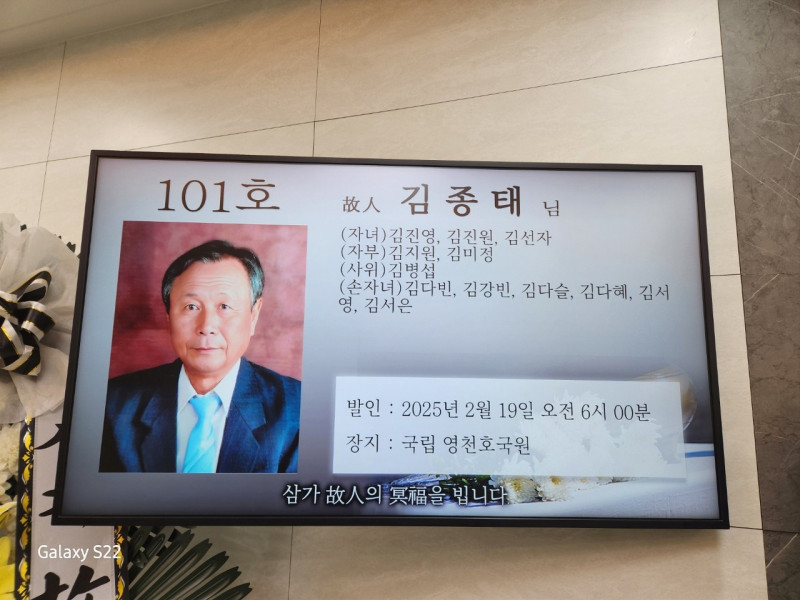 101호
故人 김종태 님
(자녀)김진영, 김진원, 김선자
(자부)김지원, 김미정
(사위)김병섭
(손자녀)김다빈, 김강빈, 김다슬, 김다혜, 김서
영, 김서은
발인 : 2025년 2월 19일 오전 6시 00분
장지 : 국립 영천호국원
삼가 故人의 冥福을 빕니다
Galaxy S22